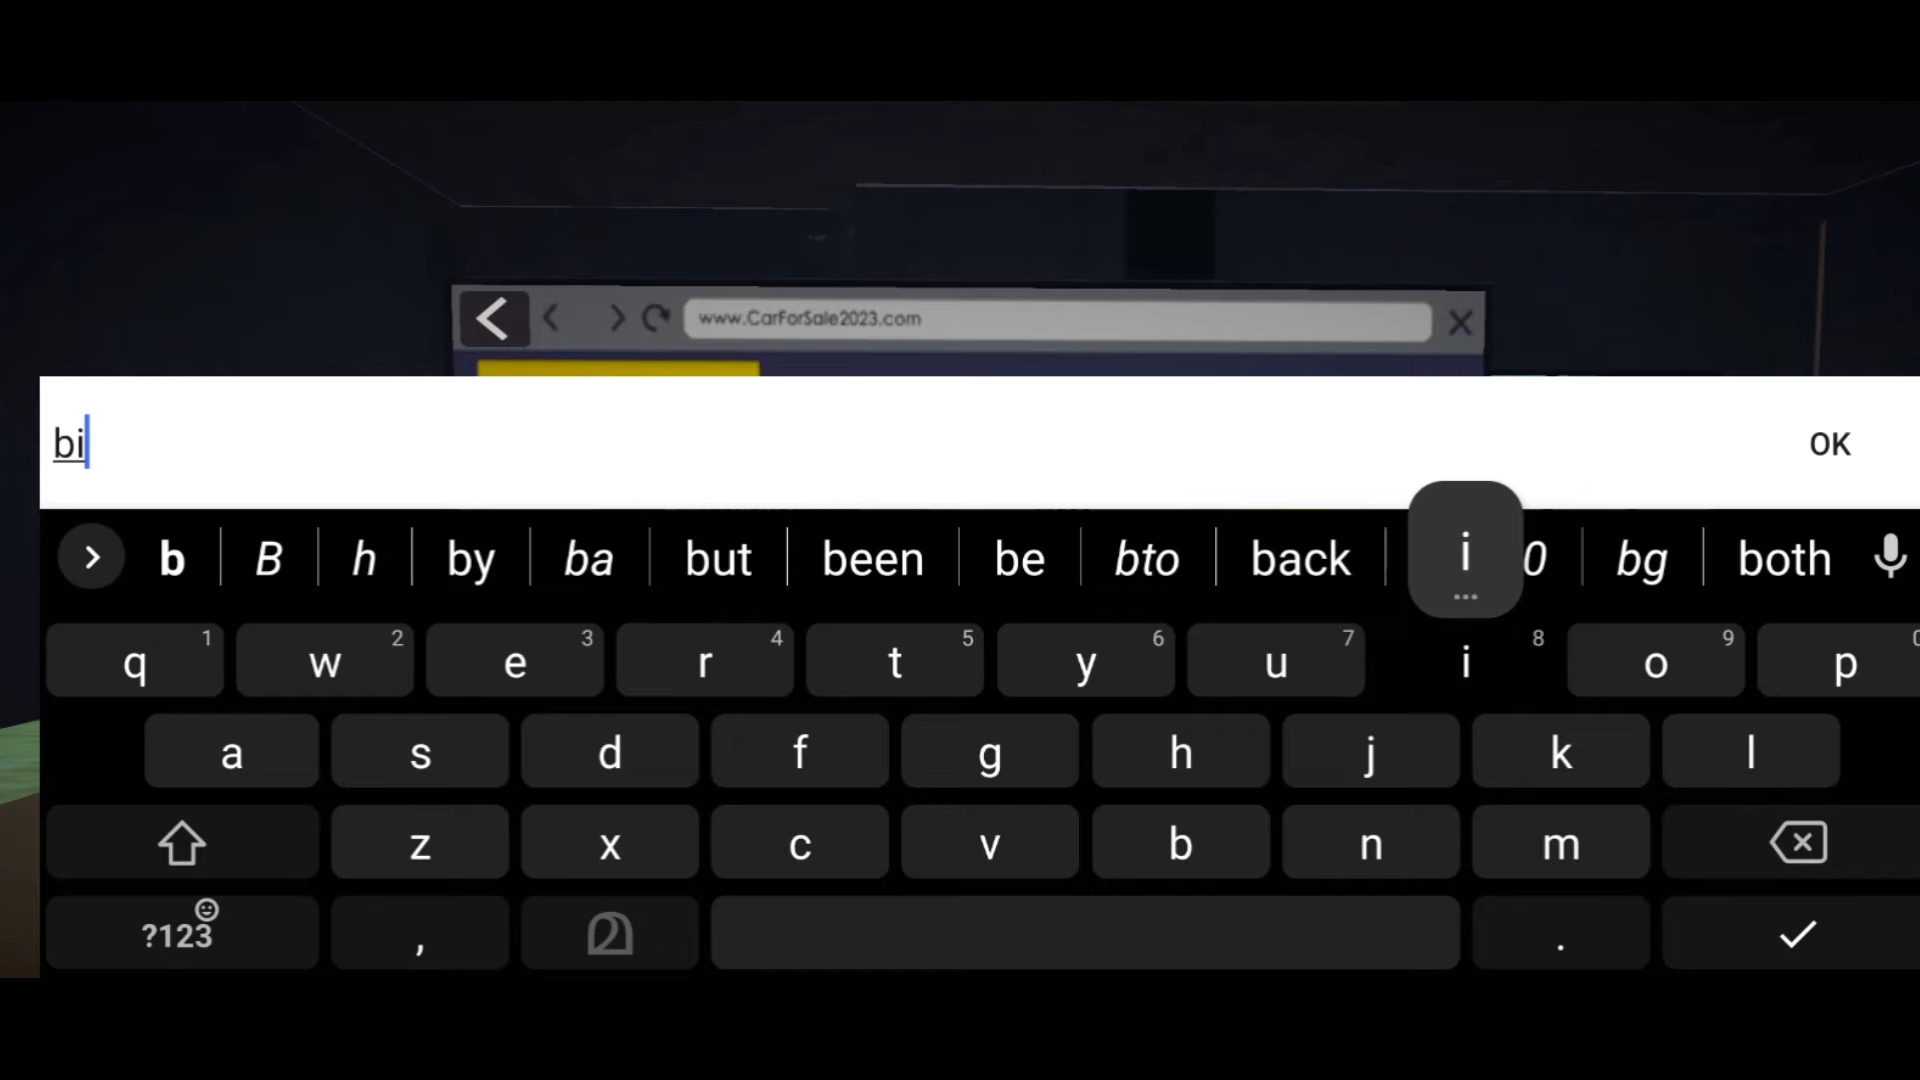 www.CarForSale2023.com
bi
OK
b B h by ba but been be bto back i 0 bg both
q 1 w 2 e 3 r 4 t 5 y 6 u 7 i 8 o 9 p 0
a s d f g h j k l
z x c v b n m
?123 , മ .